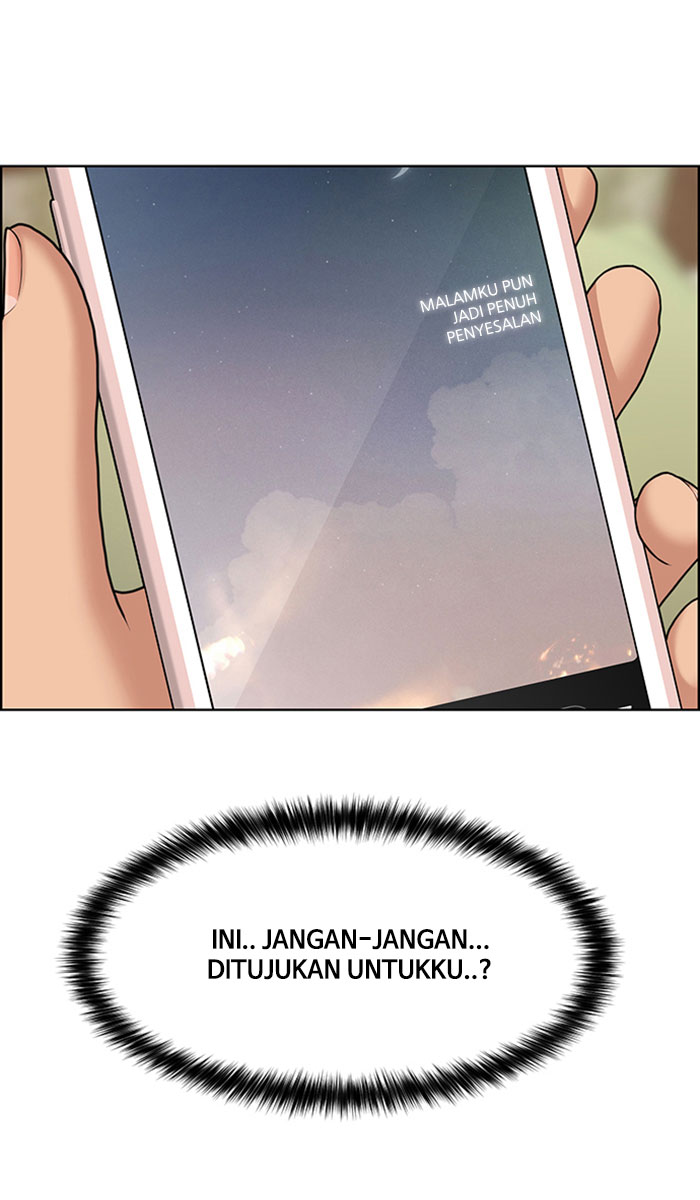 MALAMKU PUN
JADI PENUH
PENYESALAN
INI.. JANGAN-JANGAN...
DITUJUKAN UNTUKKU..?